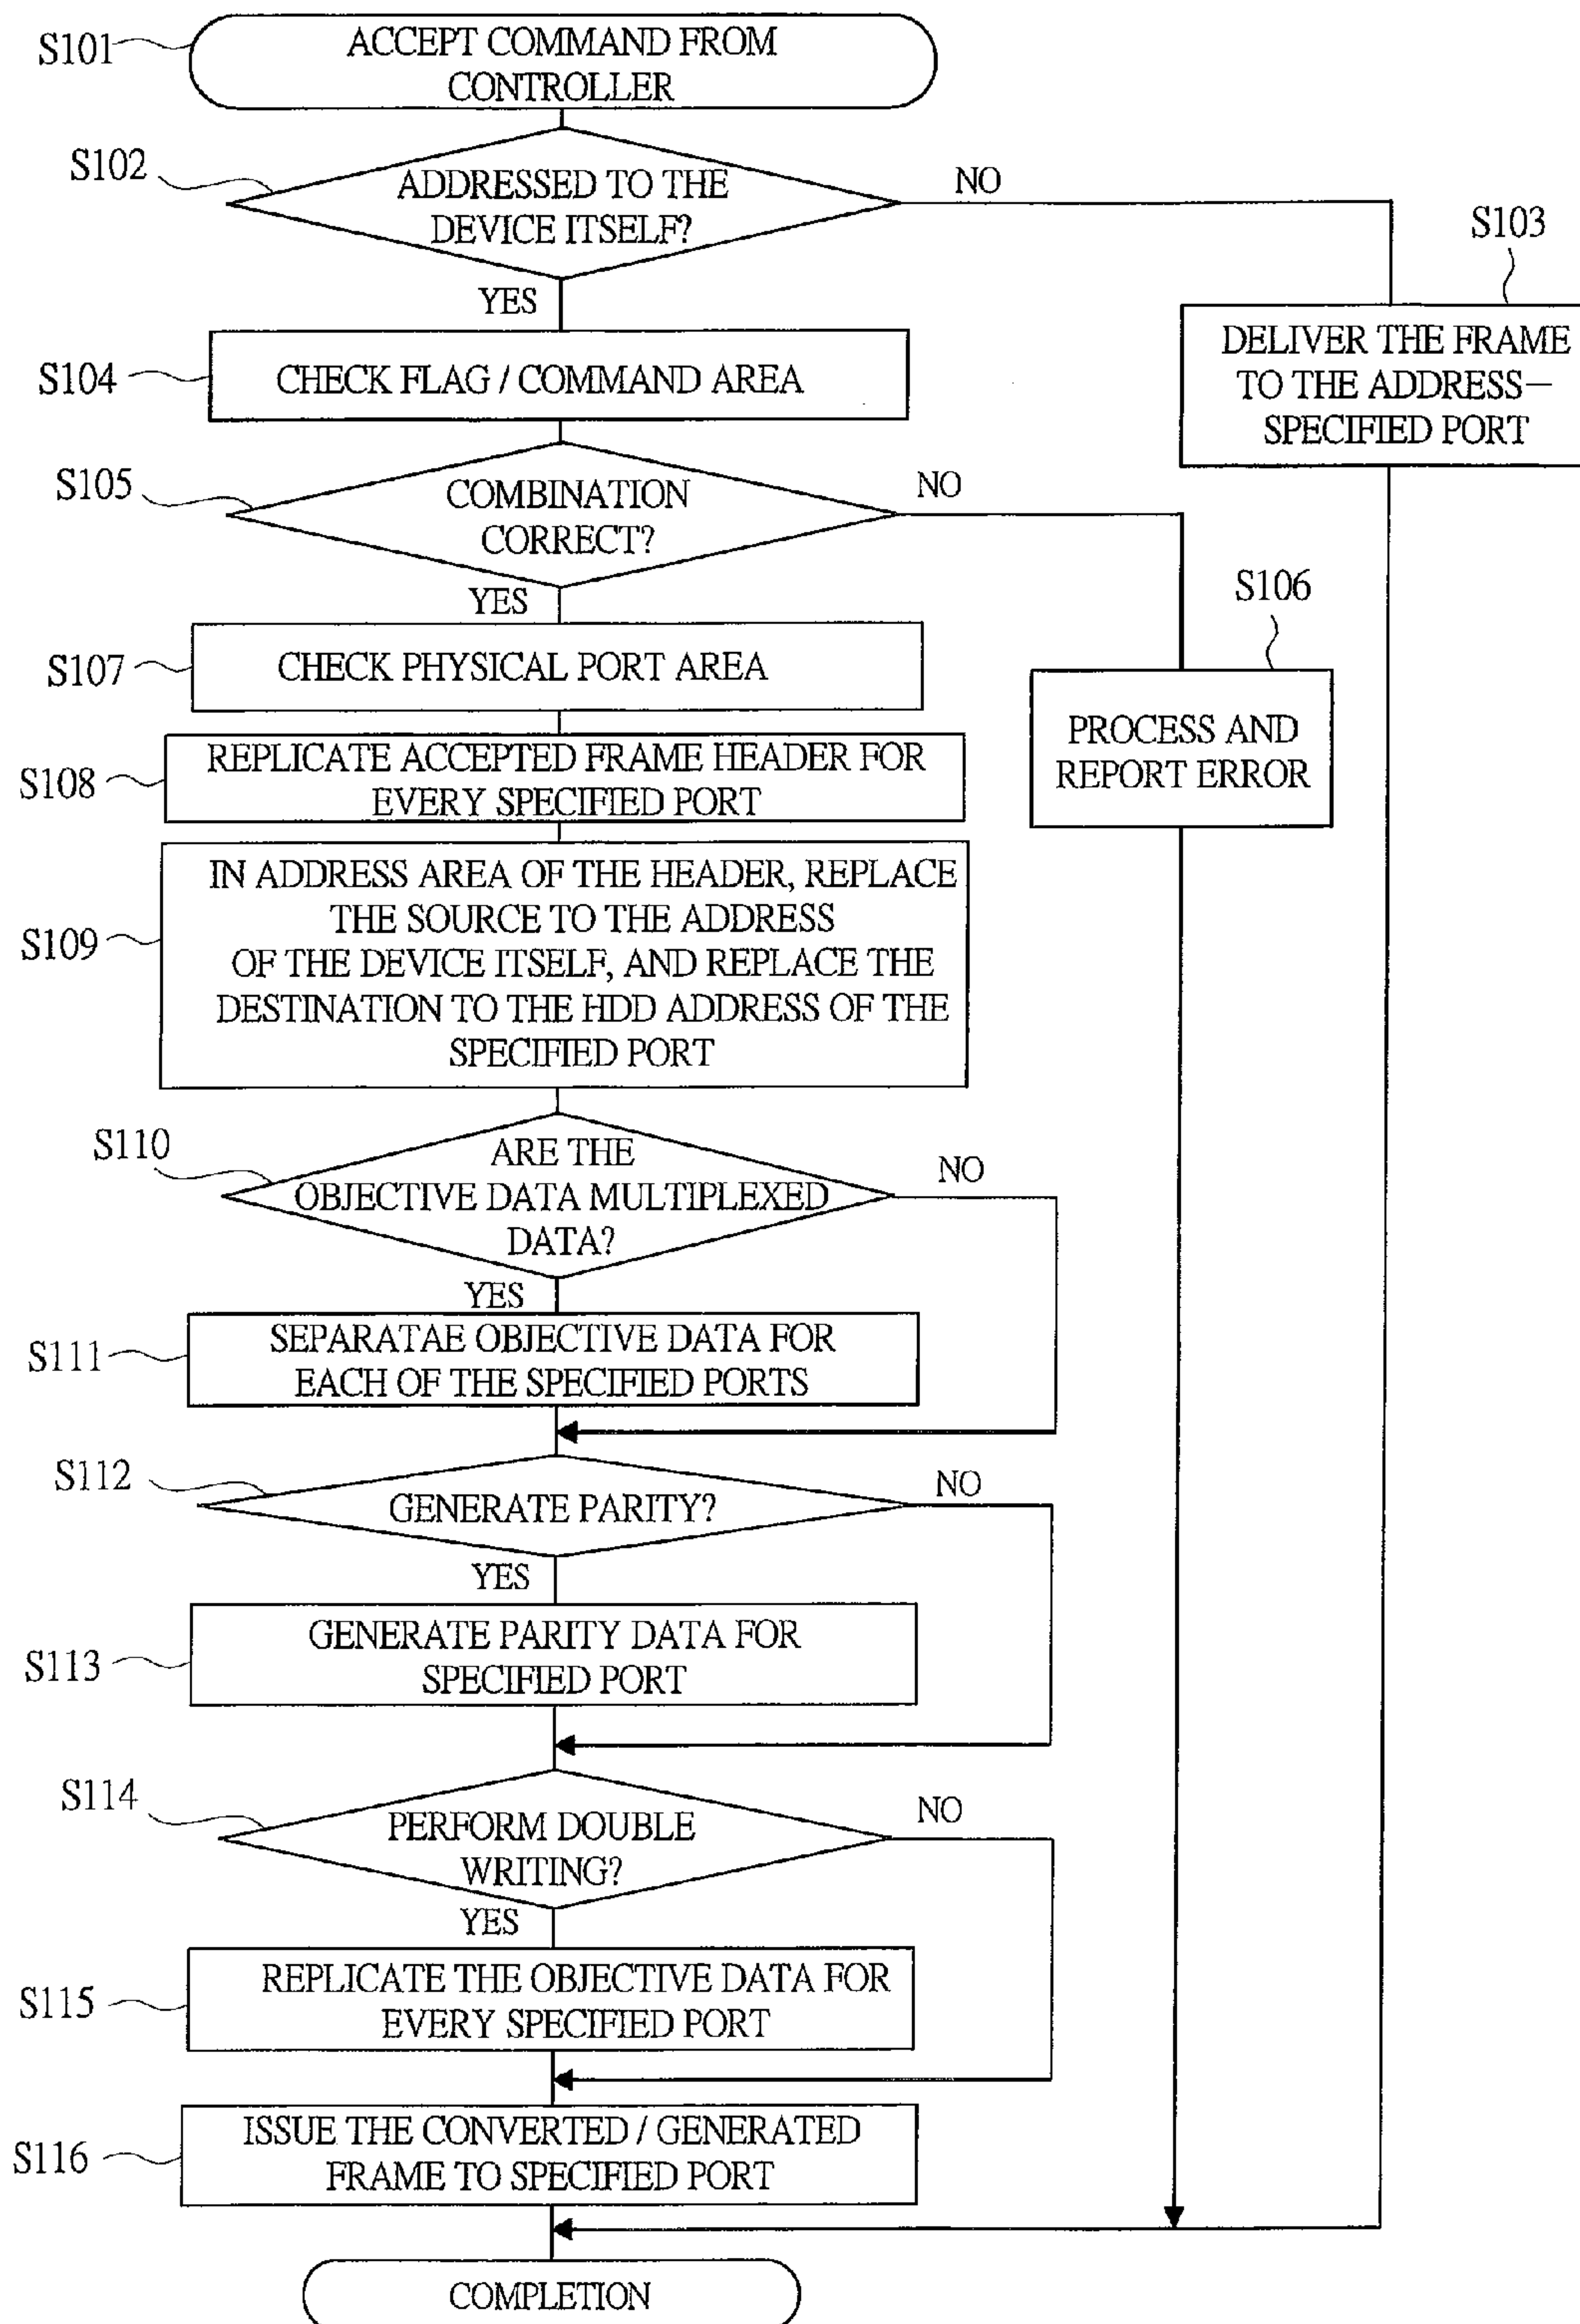 S101
ACCEPT COMMAND FROM
CONTROLLER
S102
ADDRESSED TO THE
DEVICE ITSELF?
NO
YES
S103
DELIVER THE FRAME
TO THE ADDRESS—
SPECIFIED PORT
S104
CHECK FLAG / COMMAND AREA
S105
COMBINATION
CORRECT?
NO
YES
S106
PROCESS AND
REPORT ERROR
S107
CHECK PHYSICAL PORT AREA
S108
REPLICATE ACCEPTED FRAME HEADER FOR
EVERY SPECIFIED PORT
S109
IN ADDRESS AREA OF THE HEADER, REPLACE
THE SOURCE TO THE ADDRESS
OF THE DEVICE ITSELF, AND REPLACE THE
DESTINATION TO THE HDD ADDRESS OF THE
SPECIFIED PORT
S110
ARE THE
OBJECTIVE DATA MULTIPLEXED
DATA?
NO
YES
S111
SEPARATAE OBJECTIVE DATA FOR
EACH OF THE SPECIFIED PORTS
S112
GENERATE PARITY?
NO
YES
S113
GENERATE PARITY DATA FOR
SPECIFIED PORT
S114
PERFORM DOUBLE
WRITING?
NO
YES
S115
REPLICATE THE OBJECTIVE DATA FOR
EVERY SPECIFIED PORT
S116
ISSUE THE CONVERTED / GENERATED
FRAME TO SPECIFIED PORT
COMPLETION